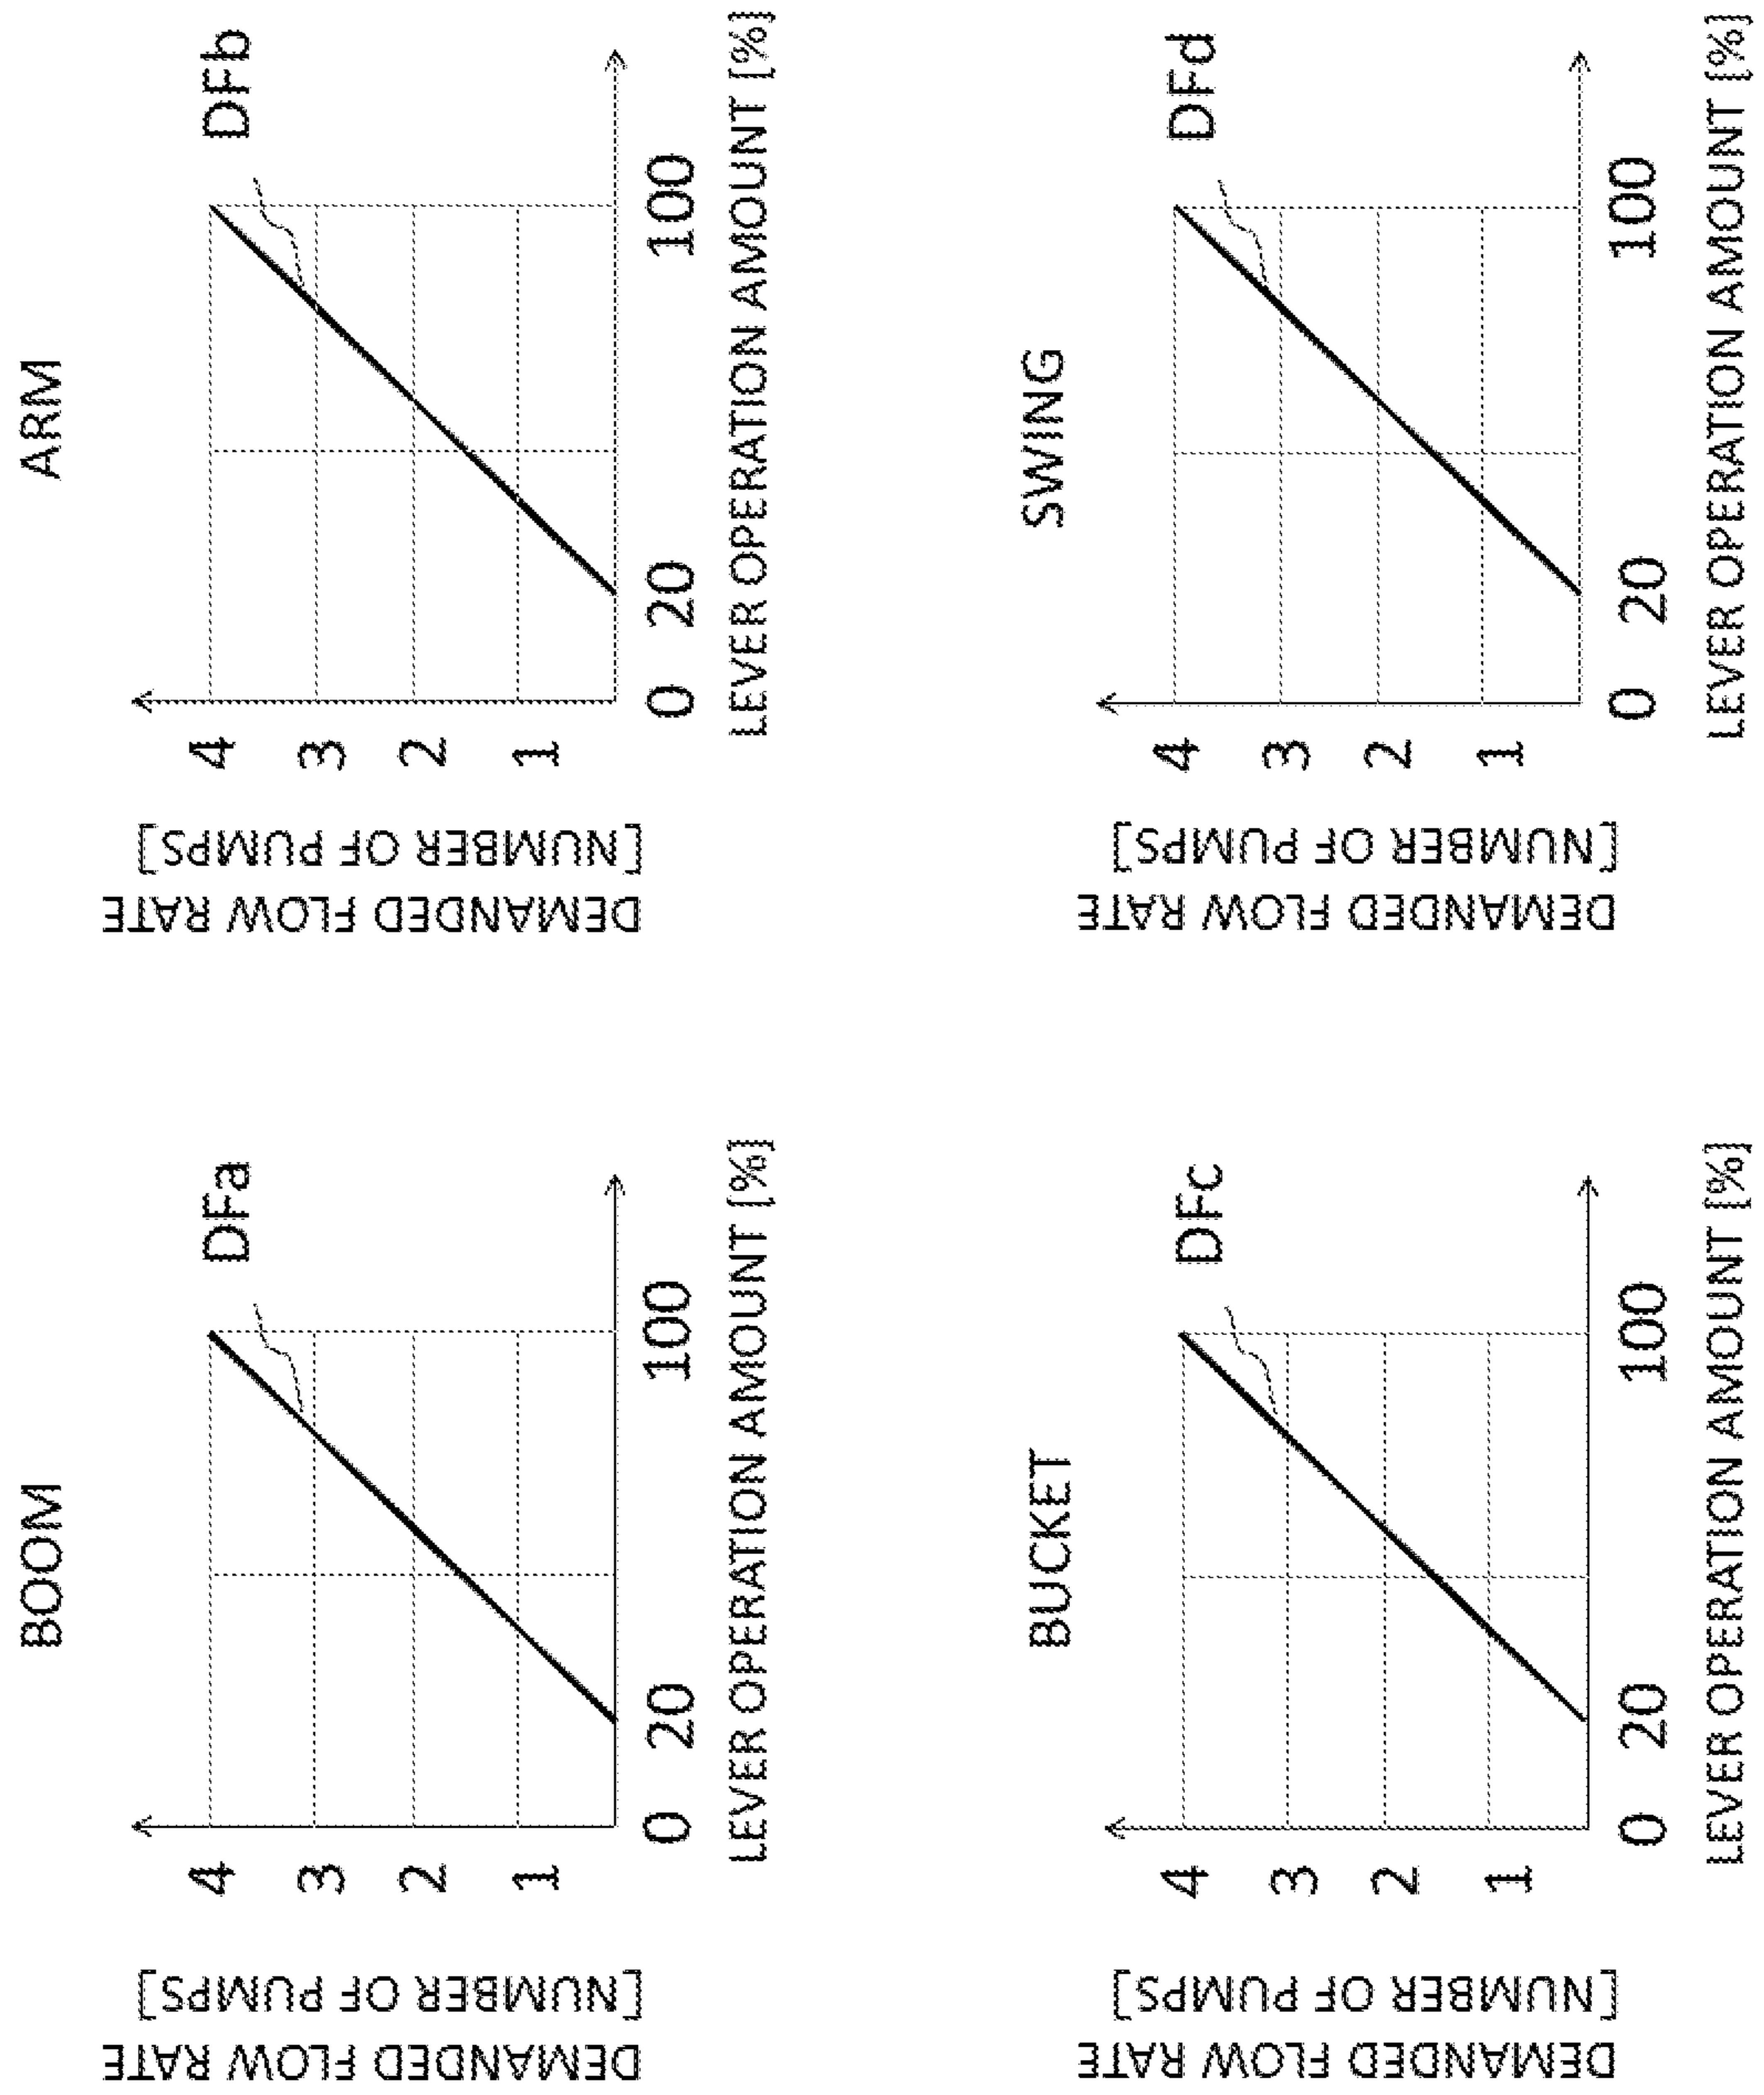 BOOM
DEMANDED FLOW RATE
[NUMBER OF PUMPS]
4
3
2
1
DFa
0 20 100
LEVER OPERATION AMOUNT [%]
ARM
DEMANDED FLOW RATE
[NUMBER OF PUMPS]
4
3
2
1
DFb
0 20 100
LEVER OPERATION AMOUNT [%]
BUCKET
DEMANDED FLOW RATE
[NUMBER OF PUMPS]
4
3
2
1
DFc
0 20 100
LEVER OPERATION AMOUNT [%]
SWING
DEMANDED FLOW RATE
[NUMBER OF PUMPS]
4
3
2
1
DFd
0 20 100
LEVER OPERATION AMOUNT [%]